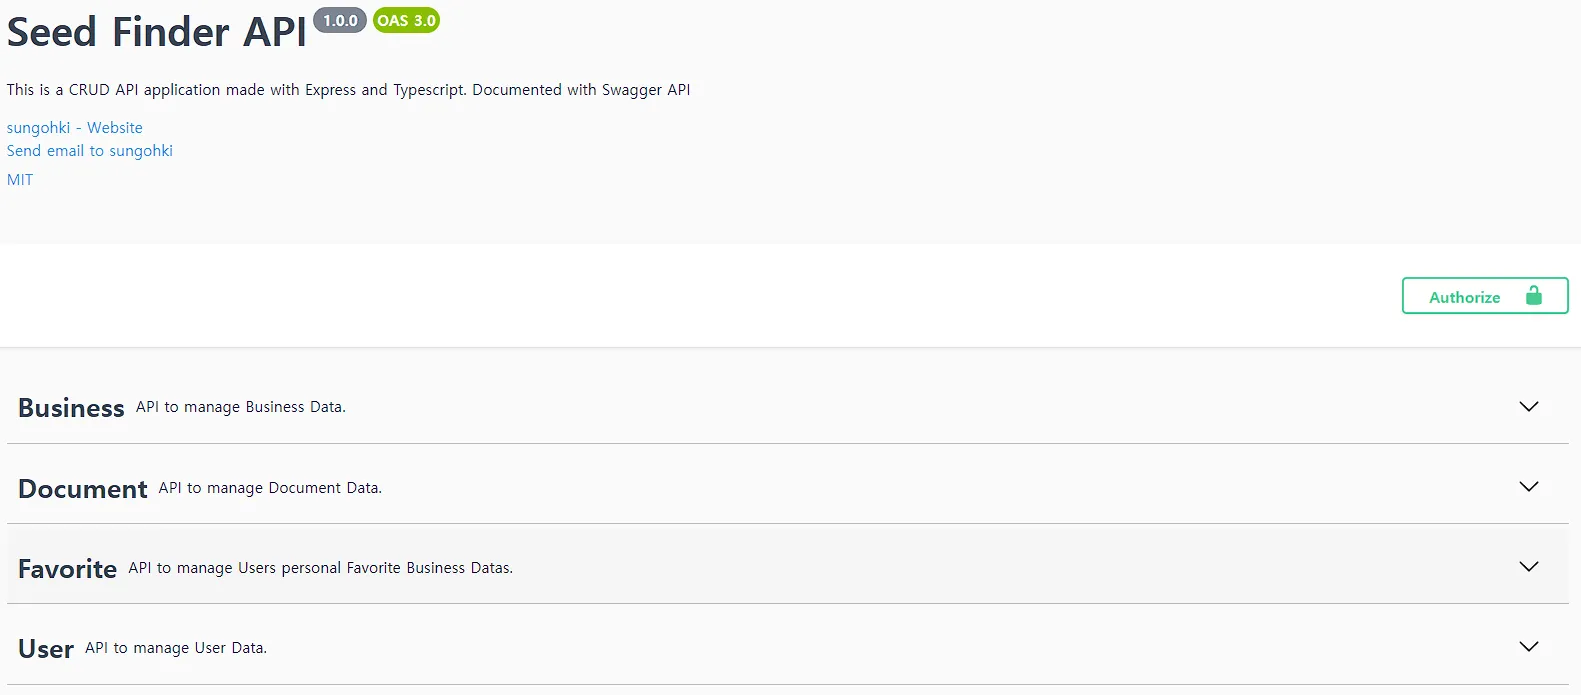 Seed Finder API 1.0.0 OAS 3.0
This is a CRUD API application made with Express and Typescript. Documented with Swagger API
sungohki - Website
Send email to sungohki
MIT
Authorize
Business API to manage Business Data.
Document API to manage Document Data.
Favorite API to manage Users personal Favorite Business Datas.
User API to manage User Data.